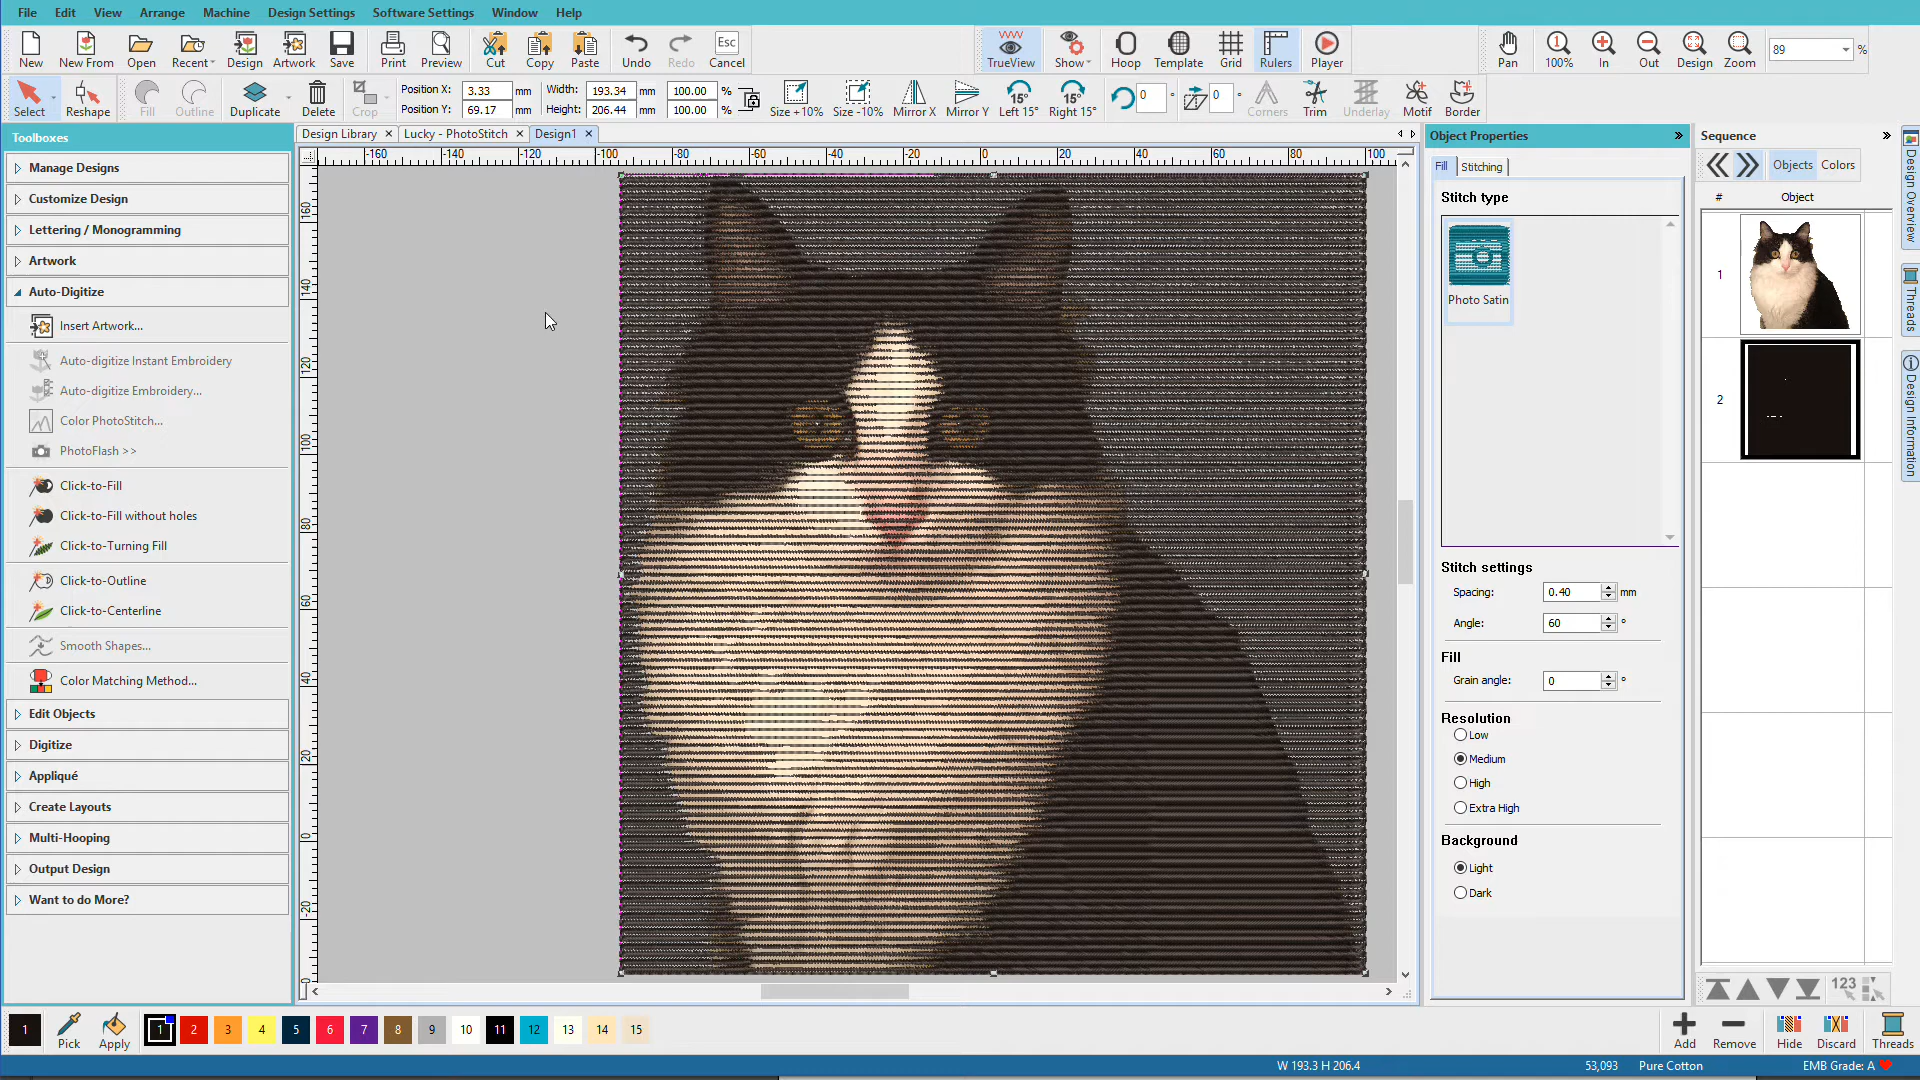 File Edit View Arrange Machine Design Settings Software Settings Window Help
New New From Open Recent Design Artwork Save Print Preview Cut Copy Paste Undo Redo Esc Cancel TrueView Show Hoop Template Grid Rulers Player Pan 1 100% In Out Design Zoom 89 %
Select Reshape Fill Outline Duplicate Delete Crop
Position X: 3.33 mm Width: 193.34 mm 100.00 %
Position Y: 69.17 mm Height: 206.44 mm 100.00 %
Size +10% Size -10% Mirror X Mirror Y 15° Left 15° 15° Right 15° 0 ° 0 ° Corners Trim Underlay Motif Border
Toolboxes
Manage Designs
Customize Design
Lettering / Monogramming
Artwork
Auto-Digitize
Insert Artwork...
Auto-digitize Instant Embroidery
Auto-digitize Embroidery...
Color PhotoStitch...
PhotoFlash >>
Click-to-Fill
Click-to-Fill without holes
Click-to-Turning Fill
Click-to-Outline
Click-to-Centerline
Smooth Shapes...
Color Matching Method...
Edit Objects
Digitize
Appliqué
Create Layouts
Multi-Hooping
Output Design
Want to do More?
Design Library × Lucky - PhotoStitch × Design1 ×
-160 -140 -120 -100 -80 -60 -40 -20 0 20 40 60 80 100
160
140
120
100
80
60
40
20
0
-20
Object Properties
Fill Stitching
Stitch type
Photo Satin
Stitch settings
Spacing: 0.40 mm
Angle: 60 °
Fill
Grain angle: 0 °
Resolution
Low
Medium
High
Extra High
Background
Light
Dark
Sequence
Objects Colors
# Object
1
2
123
Design Overview
Threads
Design Information
1 Pick Apply 1 2 3 4 5 6 7 8 9 10 11 12 13 14 15
Add Remove Hide Discard Threads
W 193.3 H 206.4 53,093 Pure Cotton EMB Grade: A